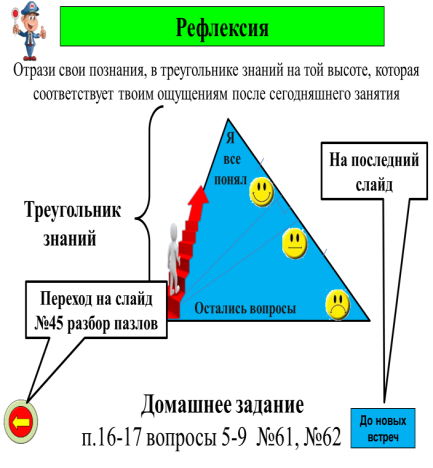 Рефлексия
Отрази свои познания, в треугольнике знаний на той высоте, которая
соответствует твоим ощущениям после сегодняшнего занятия
Я
все
понял
На последний
слайд
Треугольник
знаний
Переход на слайд
№45 разбор пазлов
Остались вопросы
Домашнее задание
п.16-17 вопросы 5-9 №61, №62
До новых
встреч